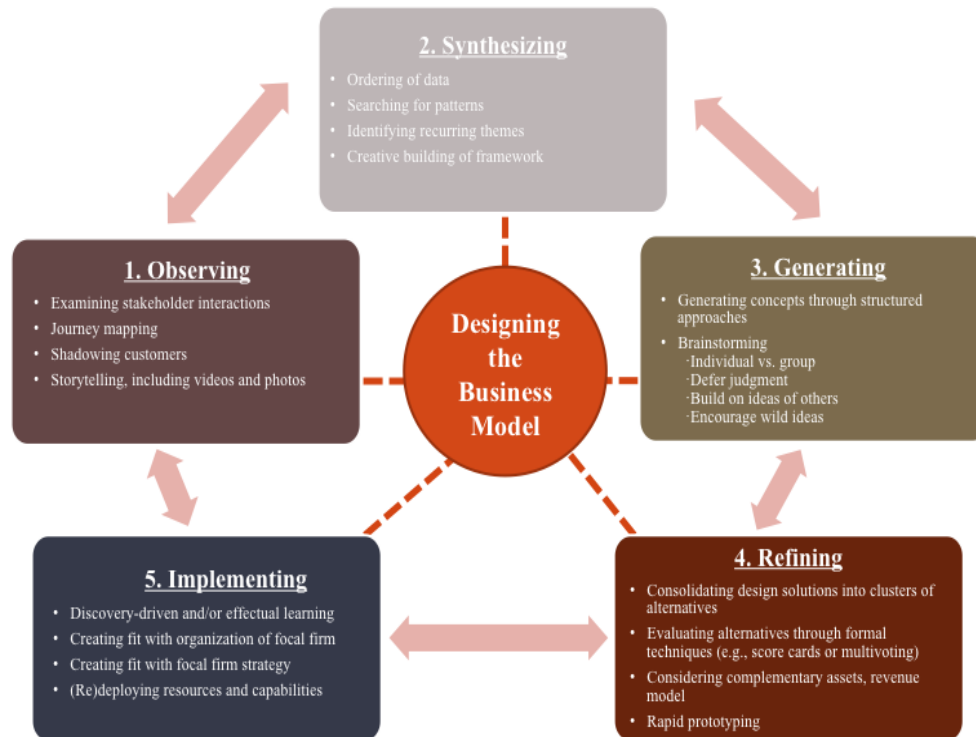 2. Synthesizing
• Ordering of data
• Searching for patterns
• Identifying recurring themes
• Creative building of framework
1. Observing
• Examining stakeholder interactions
• Journey mapping
• Shadowing customers
• Storytelling, including videos and photos
Designing
the
Business
Model
3. Generating
• Generating concepts through structured
approaches
• Brainstorming
·Individual vs. group
·Defer judgment
·Build on ideas of others
·Encourage wild ideas
5. Implementing
• Discovery-driven and/or effectual learning
• Creating fit with organization of focal firm
• Creating fit with focal firm strategy
• (Re)deploying resources and capabilities
4. Refining
• Consolidating design solutions into clusters of
alternatives
• Evaluating alternatives through formal
techniques (e.g., score cards or multivoting)
• Considering complementary assets, revenue
model
• Rapid prototyping